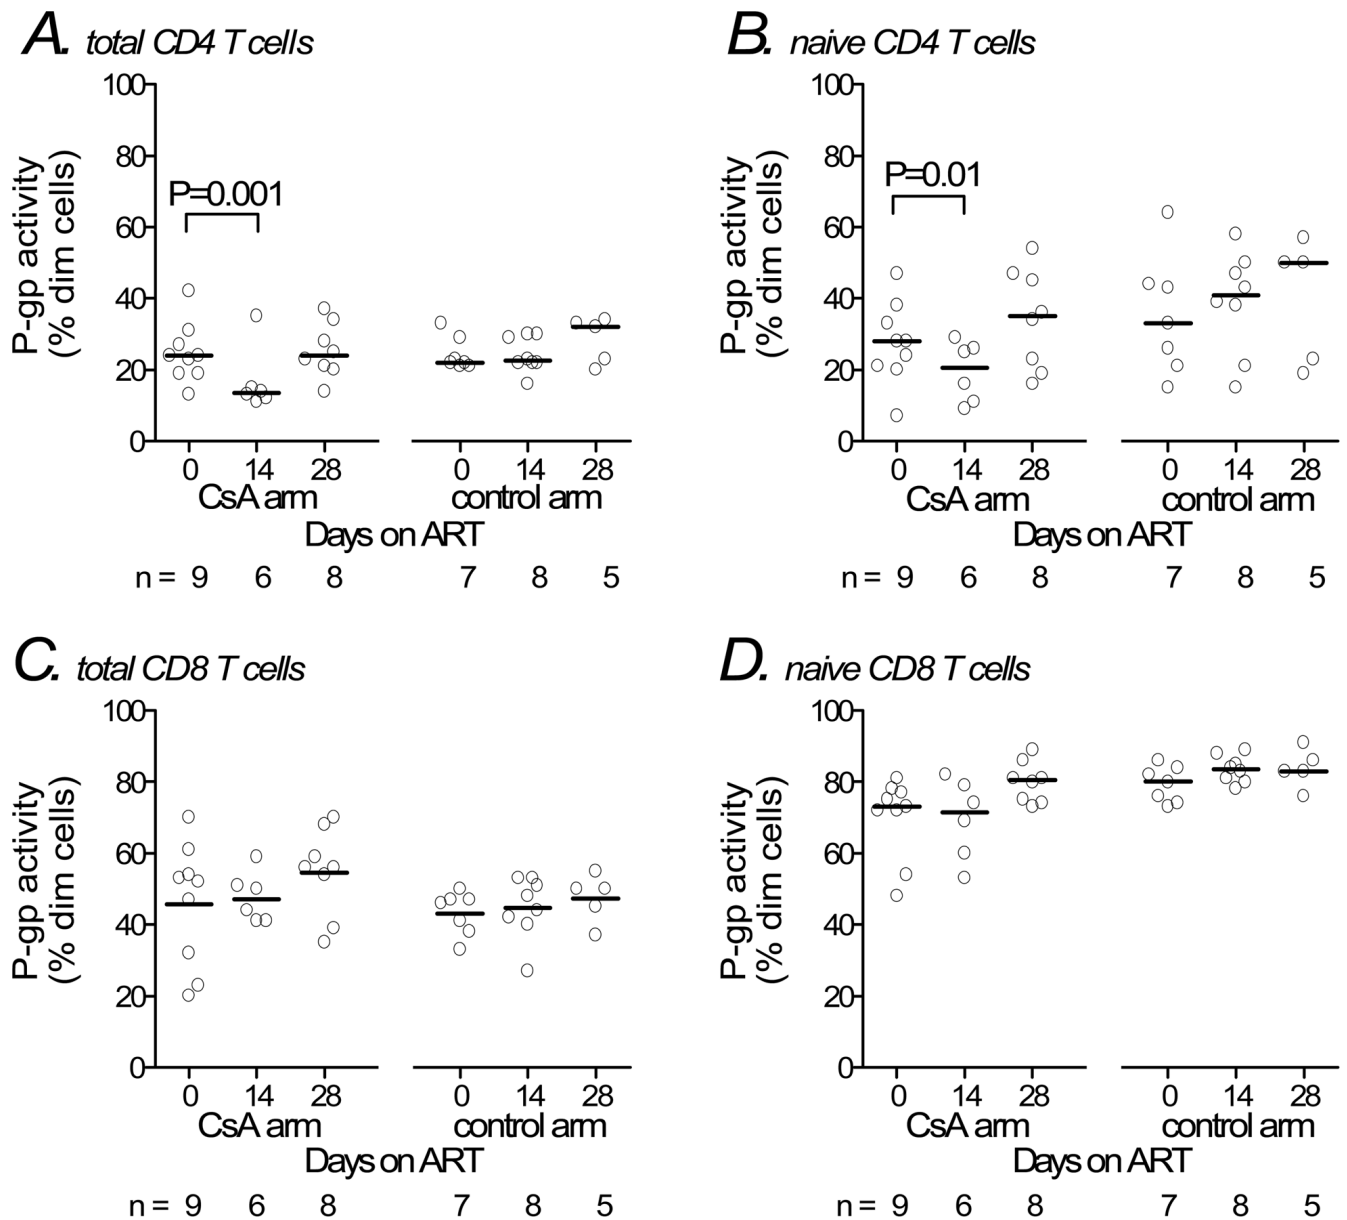 A. total CD4 T cells
P-gp activity
(% dim cells)
100
80
60
40
20
0
P=0.001
0 14 28 0 14 28
CsA arm control arm
Days on ART
n = 9 6 8 7 8 5
B. naive CD4 T cells
P-gp activity
(% dim cells)
100
80
60
40
20
0
P=0.01
0 14 28 0 14 28
CsA arm control arm
Days on ART
n = 9 6 8 7 8 5
C. total CD8 T cells
P-gp activity
(% dim cells)
100
80
60
40
20
0
0 14 28 0 14 28
CsA arm control arm
Days on ART
n = 9 6 8 7 8 5
D. naive CD8 T cells
P-gp activity
(% dim cells)
100
80
60
40
20
0
0 14 28 0 14 28
CsA arm control arm
Days on ART
n = 9 6 8 7 8 5